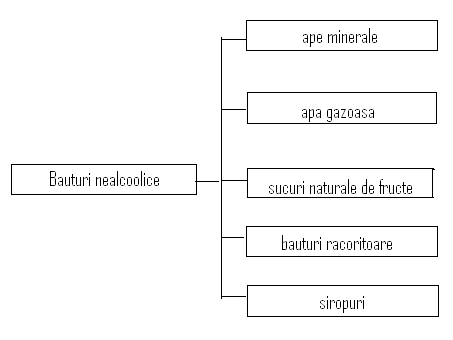 ape minerale
apa gazoasa
Bauturi nealcoolice
sucuri naturale de fructe
bauturi racoritoare
siropuri